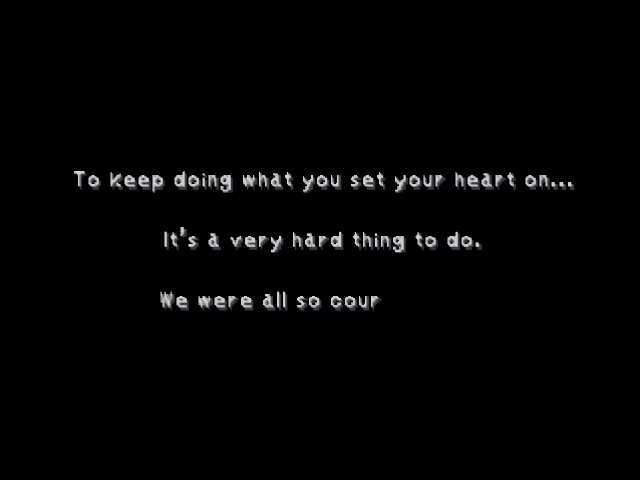 To keep doing what you set your heart on...
It's a very hard thing to do.
We were all so cour